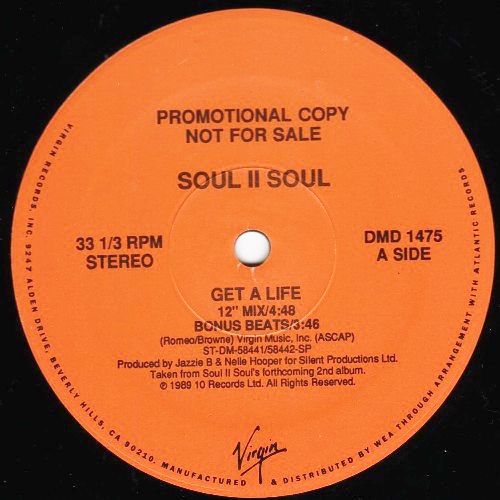 PROMOTIONAL COPY
NOT FOR SALE
SOUL II SOUL
33 1/3 RPM
STEREO
DMD 1475
A SIDE
GET A LIFE
12" MIX/4:48
BONUS BEATS/3:46
(Romeo/Browne) Virgin Music, Inc. (ASCAP)
ST-DM-58441/58442-SP
Produced by Jazzie B & Nelle Hooper for Silent Productions Ltd.
Taken from Soul II Soul's forthcoming 2nd album.
© 1989 10 Records Ltd. All Rights Reserved.
Virgin
VIRGIN RECORDS, INC. 9247 ALDEN DRIVE, BEVERLY HILLS, CA 90210. MANUFACTURED & DISTRIBUTED BY WEA THROUGH ARRANGEMENT WITH ATLANTIC RECORDS